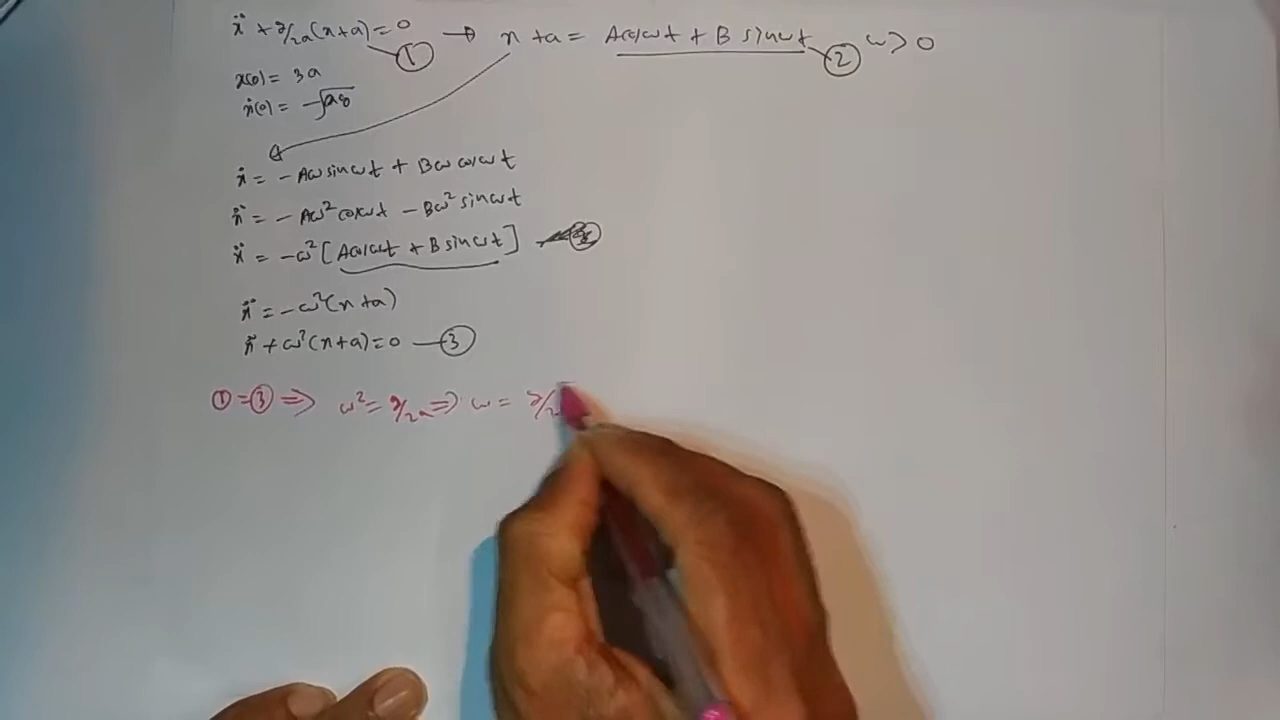 ẍ + g/2a (x+a) = 0 ① → x + a = A cos ωt + B sin ωt ② ω > 0
x(0) = 3a
ẋ(0) = -√ag
ẋ = - Aω sin ωt + Bω cos ωt
ẍ = - Aω² cos ωt - Bω² sin ωt
ẍ = -ω² [A cos ωt + B sin ωt]
ẍ = -ω²(x+a)
ẍ + ω²(x+a) = 0 — ③
① = ③ ⇒ ω² = g/2a ⇒ ω = g/2